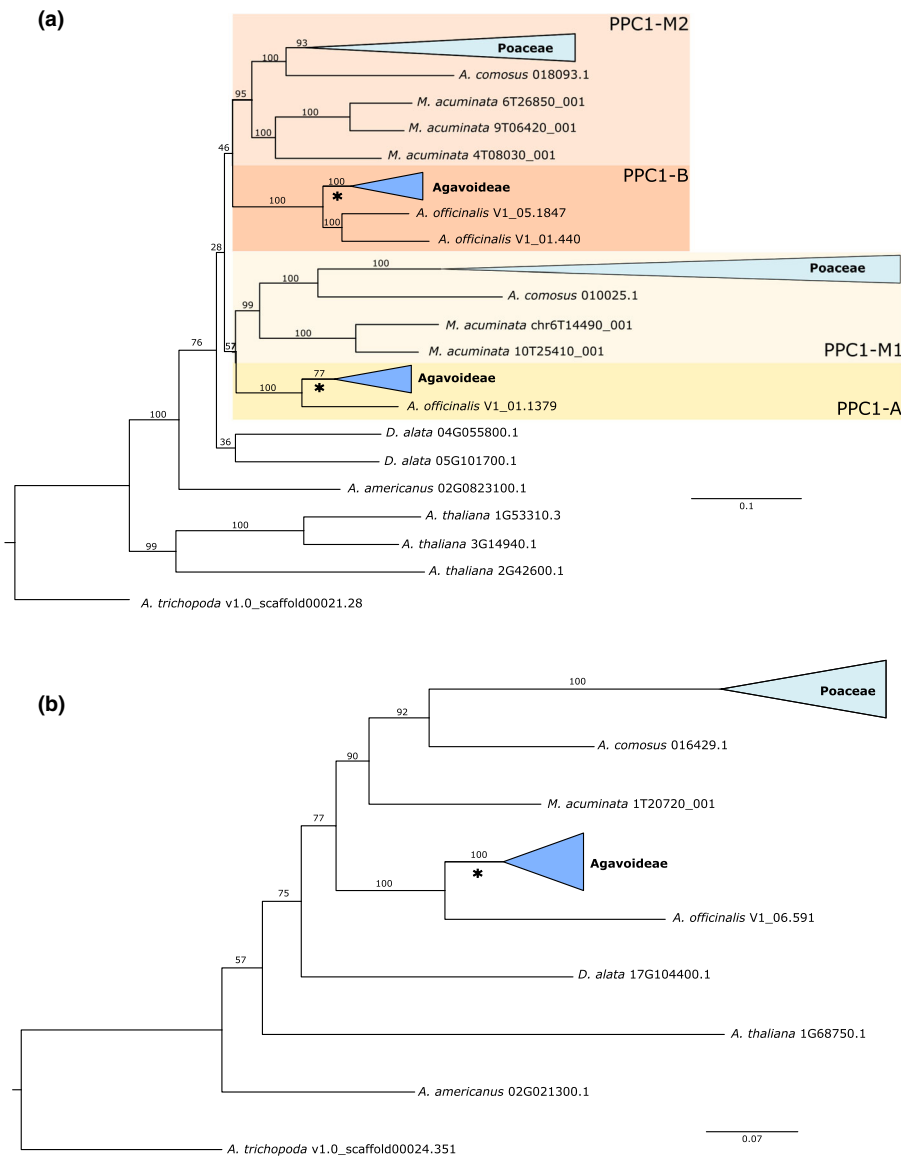 (a)
PPC1-M2
93
Poaceae
100
A. comosus 018093.1
95
M. acuminata 6T26850_001
100
M. acuminata 9T06420_001
100
46
M. acuminata 4T08030_001
PPC1-B
100
Agavoideae
*
100
A. officinalis V1_05.1847
100
A. officinalis V1_01.440
28
100
Poaceae
100
A. comosus 010025.1
99
M. acuminata chr6T14490_001
100
76
57
M. acuminata 10T25410_001
PPC1-M1
77
Agavoideae
*
100
A. officinalis V1_01.1379
PPC1-A
100
D. alata 04G055800.1
36
D. alata 05G101700.1
A. americanus 02G0823100.1
0.1
A. thaliana 1G53310.3
100
A. thaliana 3G14940.1
99
A. thaliana 2G42600.1
A. trichopoda v1.0_scaffold00021.28
(b)
100
Poaceae
92
A. comosus 016429.1
90
M. acuminata 1T20720_001
77
100
Agavoideae
*
100
A. officinalis V1_06.591
75
D. alata 17G104400.1
57
A. thaliana 1G68750.1
A. americanus 02G021300.1
0.07
A. trichopoda v1.0_scaffold00024.351